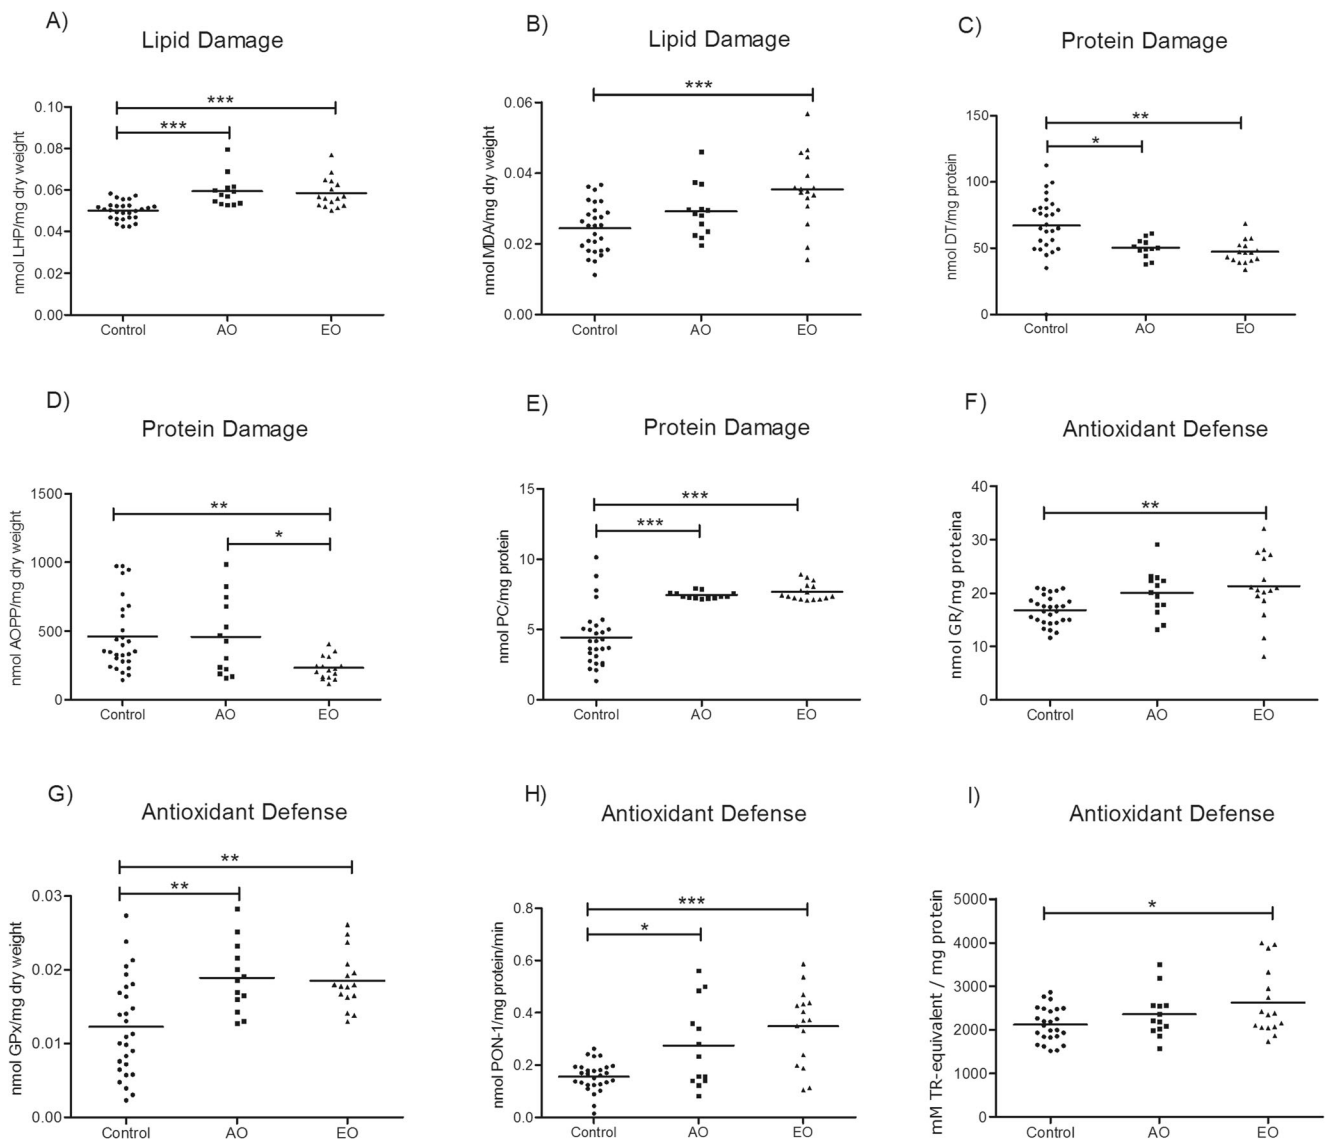 A)
Lipid Damage
nmol LHP/mg dry weight
0.10
0.08
0.06
0.04
0.02
0.00
***
***
Control
AO
EO
B)
Lipid Damage
nmol MDA/mg dry weight
0.06
0.04
0.02
0.00
***
Control
AO
EO
C)
Protein Damage
nmol DT/mg protein
150
100
50
0
**
*
Control
AO
EO
D)
Protein Damage
nmol AOPP/mg dry weight
1500
1000
500
0
**
*
Control
AO
EO
E)
Protein Damage
nmol PC/mg protein
15
10
5
0
***
***
Control
AO
EO
F)
Antioxidant Defense
nmol GR/mg proteina
40
30
20
10
0
**
Control
AO
EO
G)
Antioxidant Defense
nmol GPx/mg dry weight
0.03
0.02
0.01
0.00
**
**
Control
AO
EO
H)
Antioxidant Defense
nmol PON-1/mg protein/min
0.8
0.6
0.4
0.2
0.0
***
*
Control
AO
EO
I)
Antioxidant Defense
mM TR-equivalent / mg protein
5000
4000
3000
2000
1000
0
*
Control
AO
EO